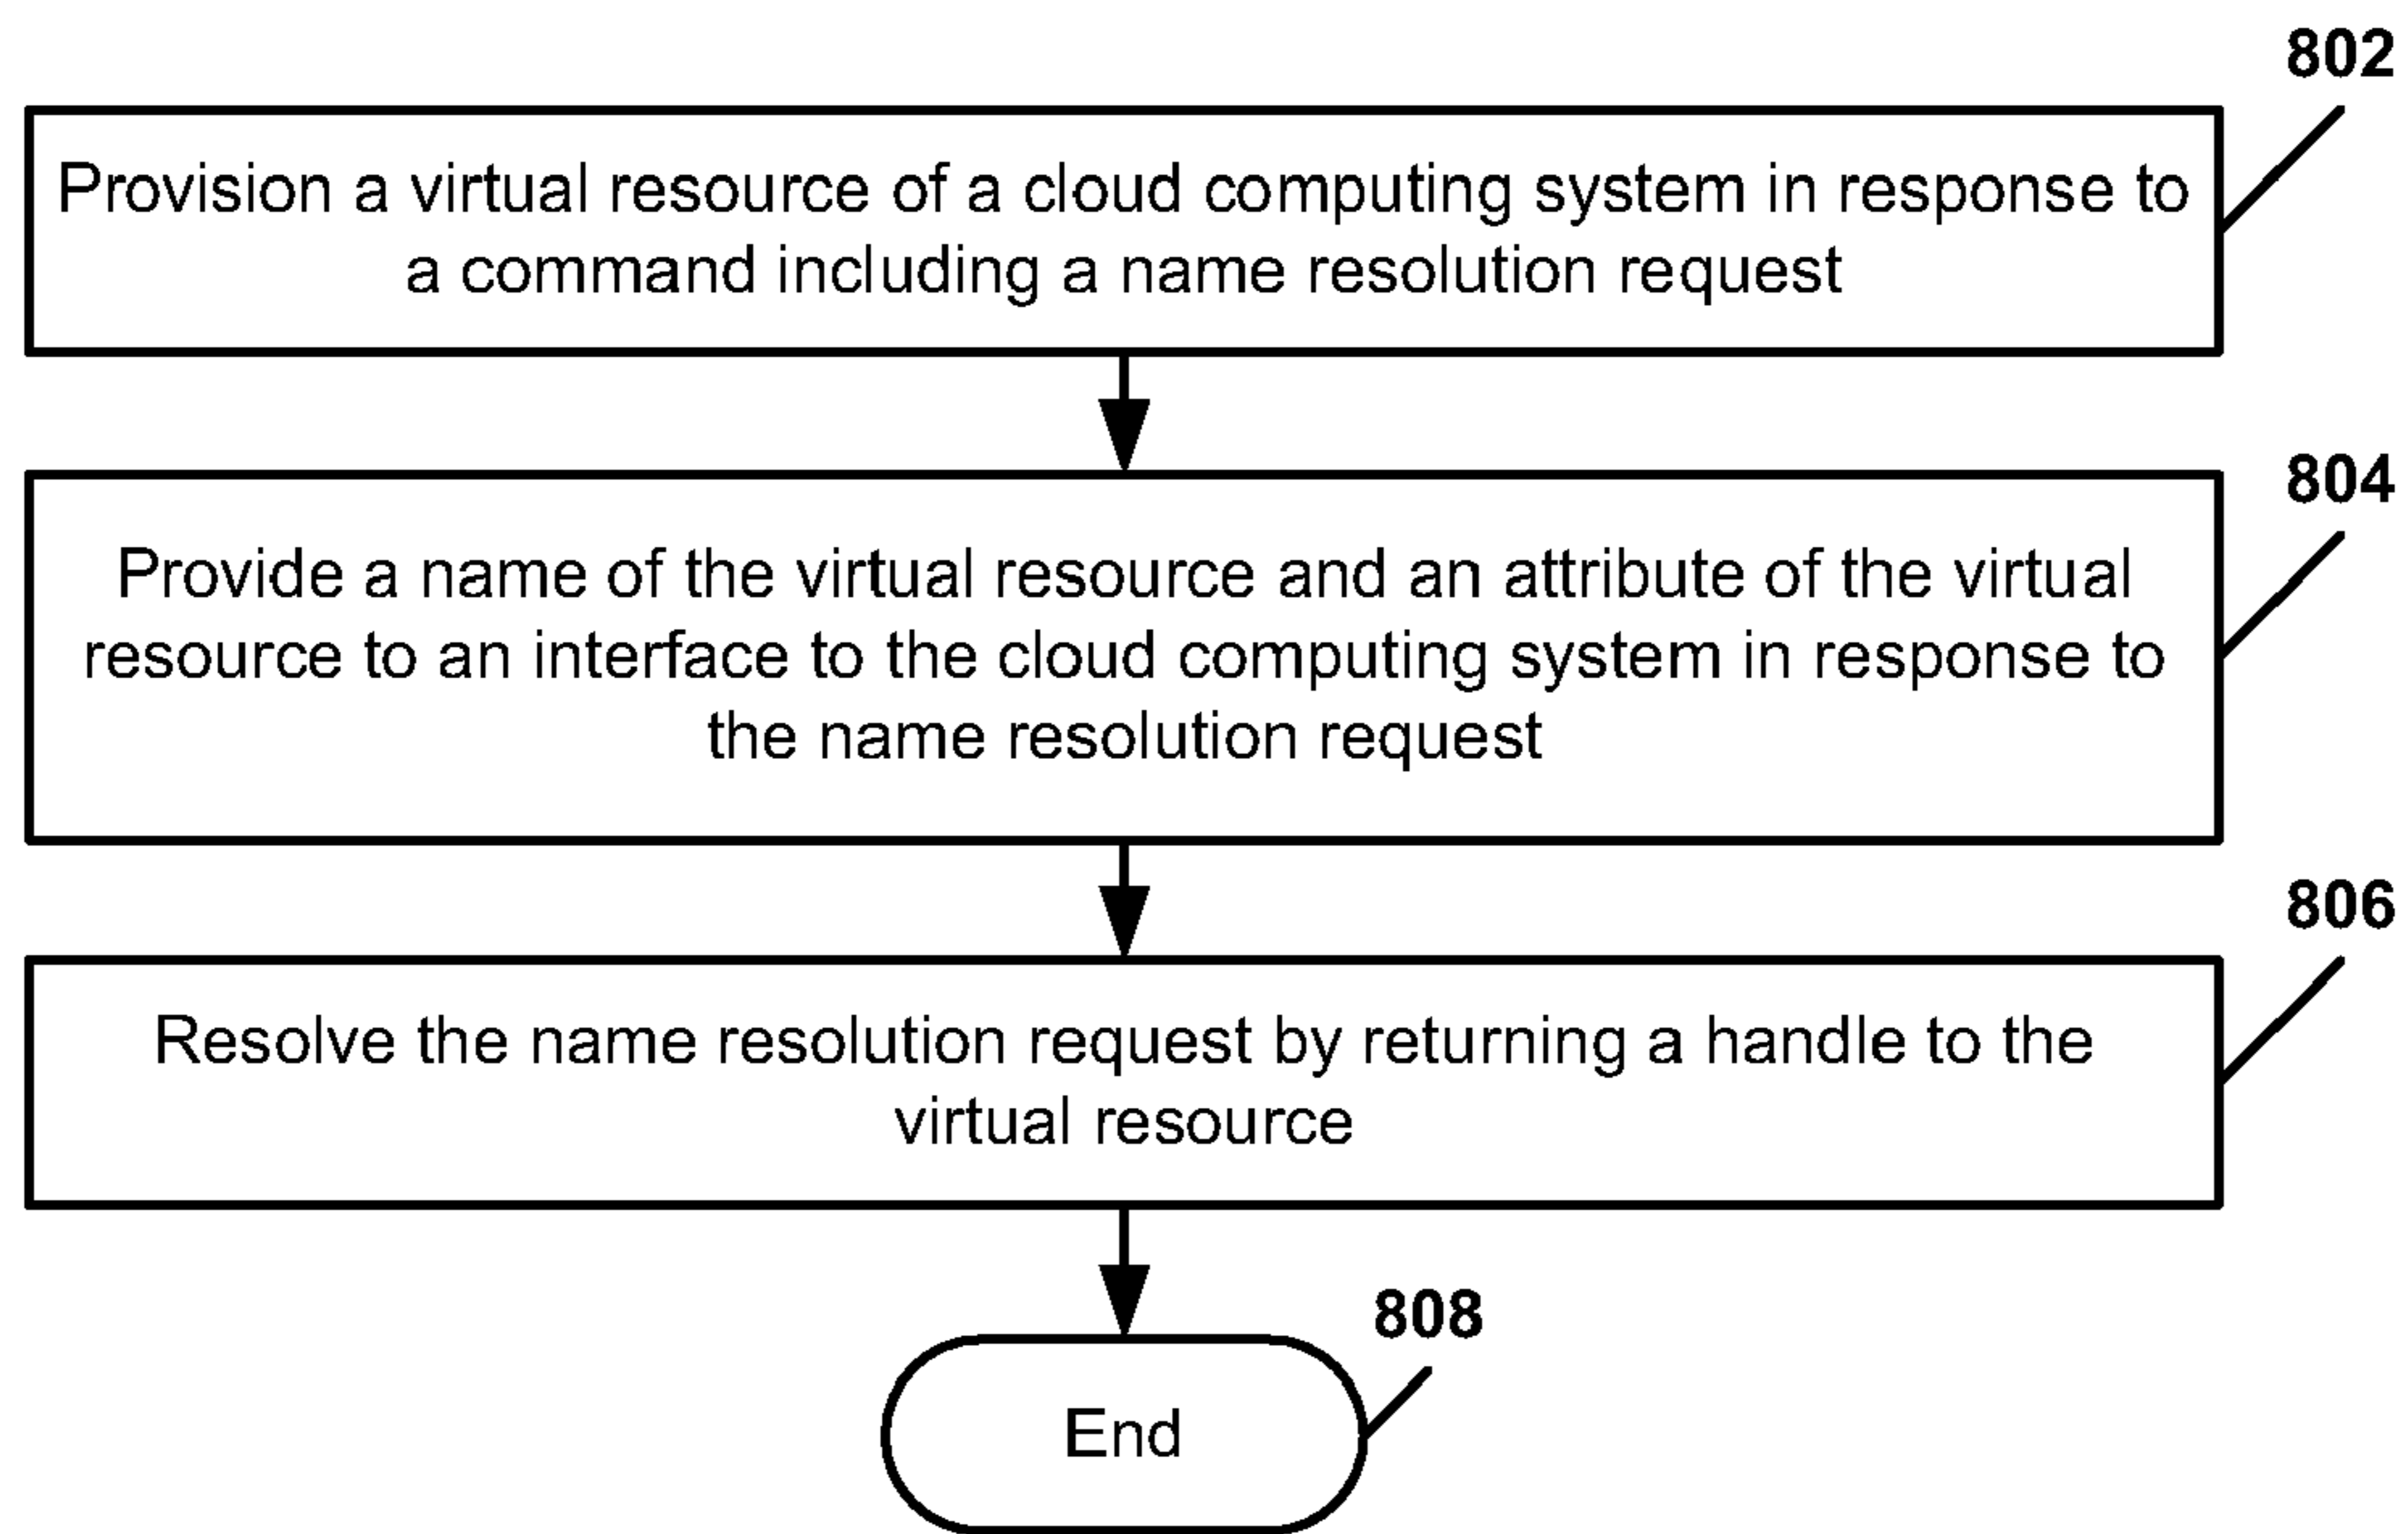 802
Provision a virtual resource of a cloud computing system in response to
a command including a name resolution request
804
Provide a name of the virtual resource and an attribute of the virtual
resource to an interface to the cloud computing system in response to
the name resolution request
806
Resolve the name resolution request by returning a handle to the
virtual resource
808
End